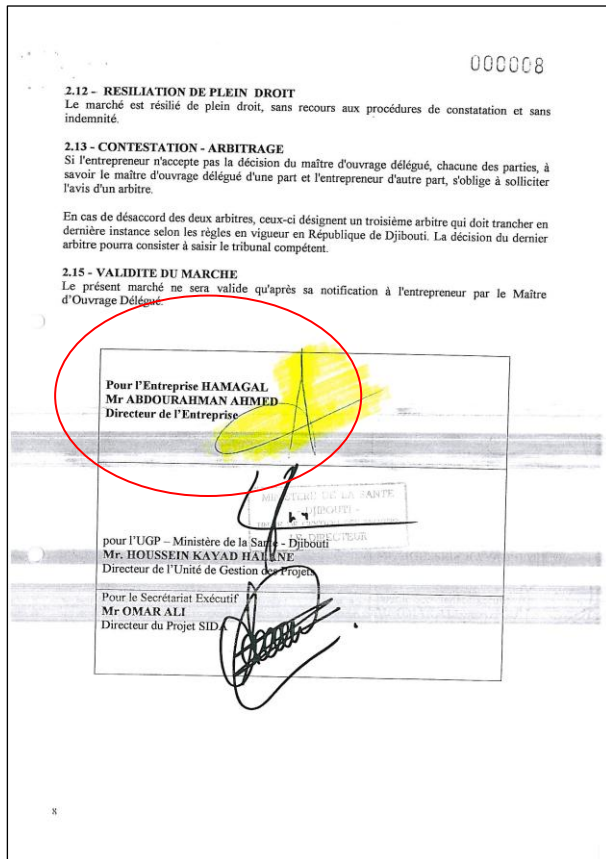 000008
2.12 - RESILIATION DE PLEIN DROIT
Le marché est résilié de plein droit, sans recours aux procédures de constatation et sans
indemnité.
2.13 - CONTESTATION - ARBITRAGE
Si l'entrepreneur n'accepte pas la décision du maître d'ouvrage délégué, chacune des parties, à
savoir le maître d'ouvrage délégué d'une part et l'entrepreneur d'autre part, s'oblige à solliciter
l'avis d'un arbitre.
En cas de désaccord des deux arbitres, ceux-ci désignent un troisième arbitre qui doit trancher en
dernière instance selon les règles en vigueur en République de Djibouti. La décision du dernier
arbitre pourra consister à saisir le tribunal compétent.
2.15 - VALIDITE DU MARCHE
Le présent marché ne sera valide qu'après sa notification à l'entrepreneur par le Maître
d'Ouvrage Délégué.
Pour l'Entreprise HAMAGAL
Mr ABDOURAHMAN AHMED
Directeur de l'Entreprise
MINISTERE DE LA SANTE
- DJIBOUTI -
LE DIRECTEUR
pour l'UGP – Ministère de la Santé - Djibouti
Mr. HOUSSEIN KAYAD
Directeur de l'Unité de Gestion des Projets
Pour le Secrétariat Exécutif
Mr OMAR ALI
Directeur du Projet SIDA
8